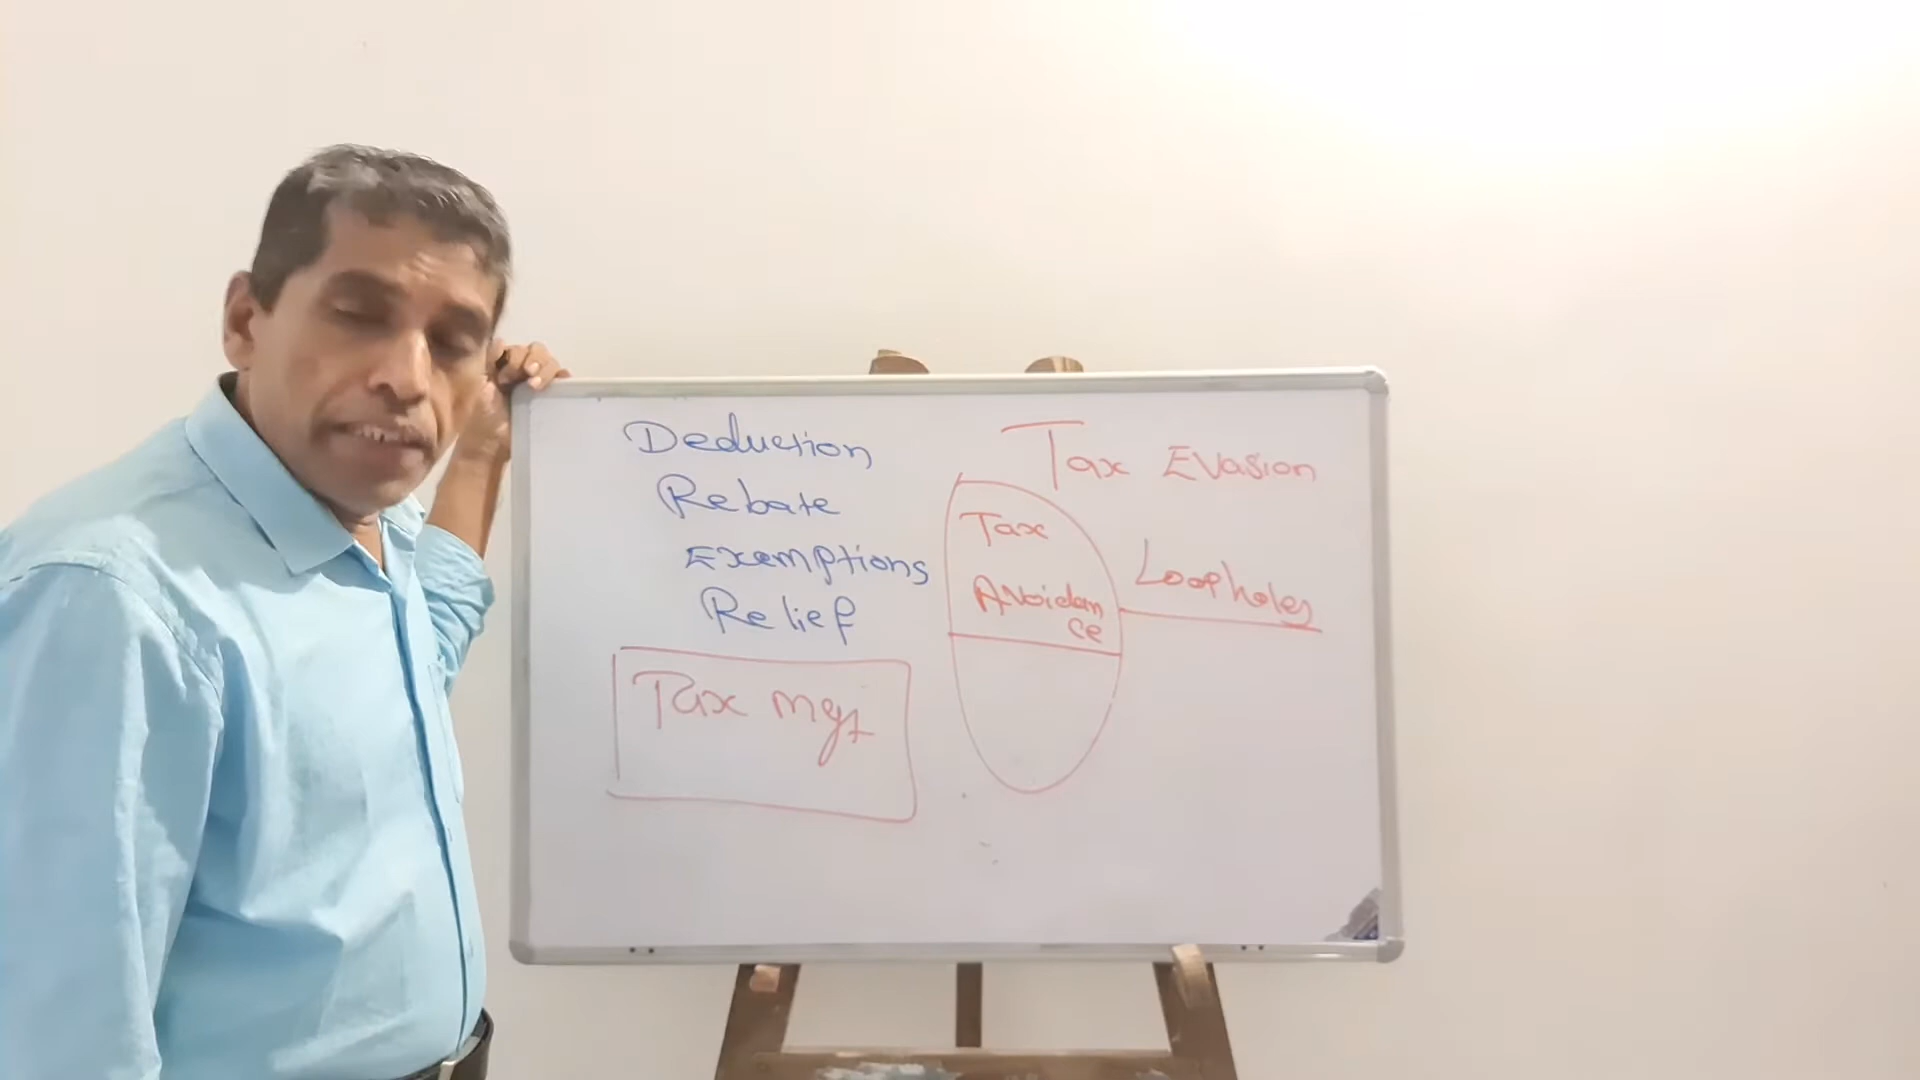 Deduction
Rebate
Exemptions
Relief
Tax mgt
Tax Evasion
Tax
Avoidan
ce
Loopholes